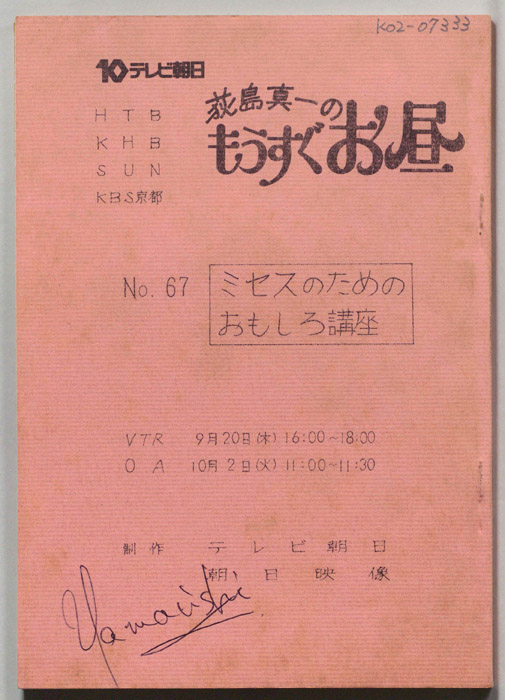 K02-07333
10テレビ朝日
荻島真一の
もうすぐお昼
HTB
KHB
SUN
KBS京都
No. 67
ミセスのための
おもしろ講座
VTR 9月20日(木) 16:00~18:00
OA 10月2日(火) 11:00~11:30
制作 テレビ朝日
朝日映像